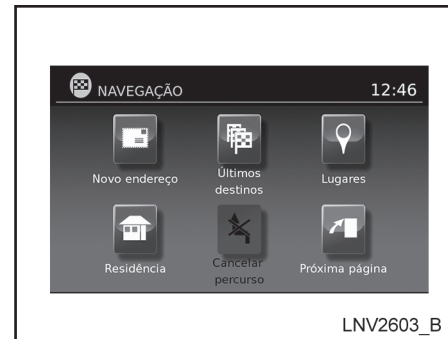 NAVEGAÇÃO 12:46
Novo endereço
Últimos
destinos
Lugares
Residência
Cancelar
percurso
Próxima página
LNV2603_B